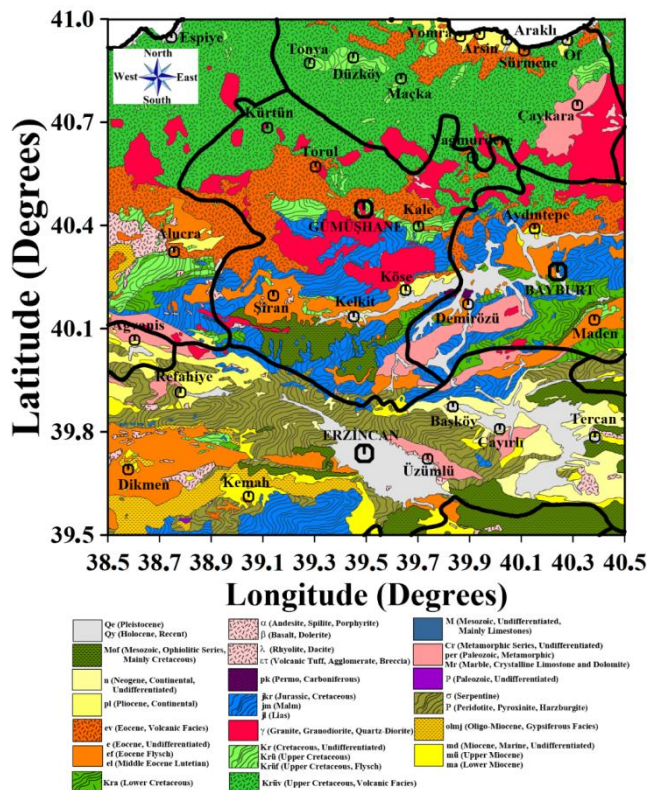 41.0
40.7
40.4
40.1
39.8
39.5
Latitude (Degrees)
North
West
East
South
Espiye
Tonya
Düzköy
Maçka
Yomra
Arsin
Araklı
Sürmene
Of
Çaykara
Kürtün
Torul
Yağmurdere
GÜMÜŞHANE
Kale
Aydıntepe
Alucra
Köse
BAYBURT
Şiran
Kelkit
Demirözü
Maden
Agvanis
Refahiye
Başköy
Tercan
ERZİNCAN
Çayırlı
Üzümlü
Dikmen
Kemah
38.5 38.7 38.9 39.1 39.3 39.5 39.7 39.9 40.1 40.3 40.5
Longitude (Degrees)
Qe (Pleistocene)
Qy (Holocene, Recent)
Mof (Mesozoic, Ophiolitic Series,
Mainly Cretaceous)
n (Neogene, Continental,
Undifferentiated)
pl (Pliocene, Continental)
ev (Eocene, Volcanic Facies)
e (Eocene, Undifferentiated)
ef (Eocene Flysch)
el (Middle Eocene Lutetian)
Kra (Lower Cretaceous)
α (Andesite, Spilite, Porphyrite)
β (Basalt, Dolerite)
λ (Rhyolite, Dacite)
ετ (Volcanic Tuff, Agglomerate, Breccia)
pk (Permo, Carboniferous)
jkr (Jurassic, Cretaceous)
jm (Malm)
jl (Lias)
γ (Granite, Granodiorite, Quartz-Diorite)
Kr (Cretaceous, Undifferentiated)
Krü (Upper Cretaceous)
Krüf (Upper Cretaceous, Flysch)
Krüv (Upper Cretaceous, Volcanic Facies)
M (Mesozoic, Undifferentiated,
Mainly Limestones)
Cr (Metamorphic Series, Undifferentiated)
per (Paleozoic, Metamorphic)
Mr (Marble, Crystalline Limostone and Dolomite)
P (Paleozoic, Undifferentiated)
σ (Serpentine)
P (Peridotite, Pyroxinite, Harzburgite)
olmj (Oligo-Miocene, Gypsiferous Facies)
md (Miocene, Marine, Undifferentiated)
mü (Upper Miocene)
ma (Lower Miocene)